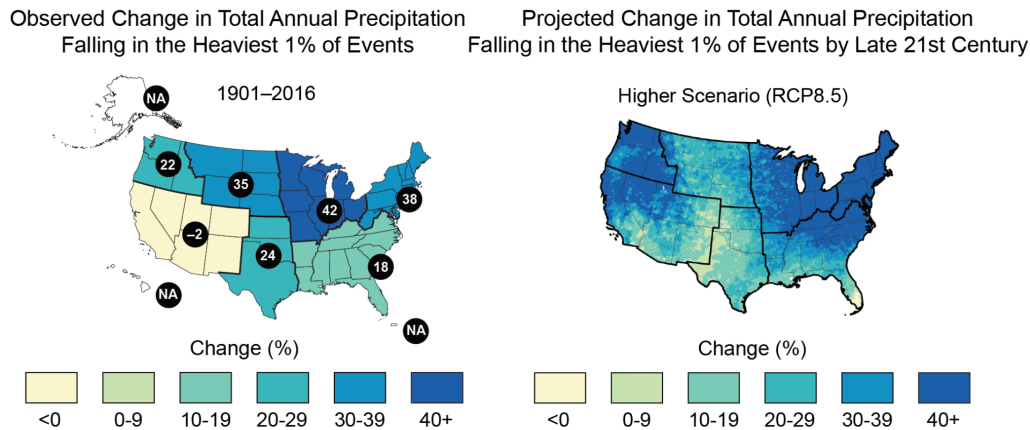 Observed Change in Total Annual Precipitation
Falling in the Heaviest 1% of Events
1901–2016
NA
22
35
42
38
–2
24
18
NA
NA
Change (%)
<0
0-9
10-19
20-29
30-39
40+
Projected Change in Total Annual Precipitation
Falling in the Heaviest 1% of Events by Late 21st Century
Higher Scenario (RCP8.5)
Change (%)
<0
0-9
10-19
20-29
30-39
40+